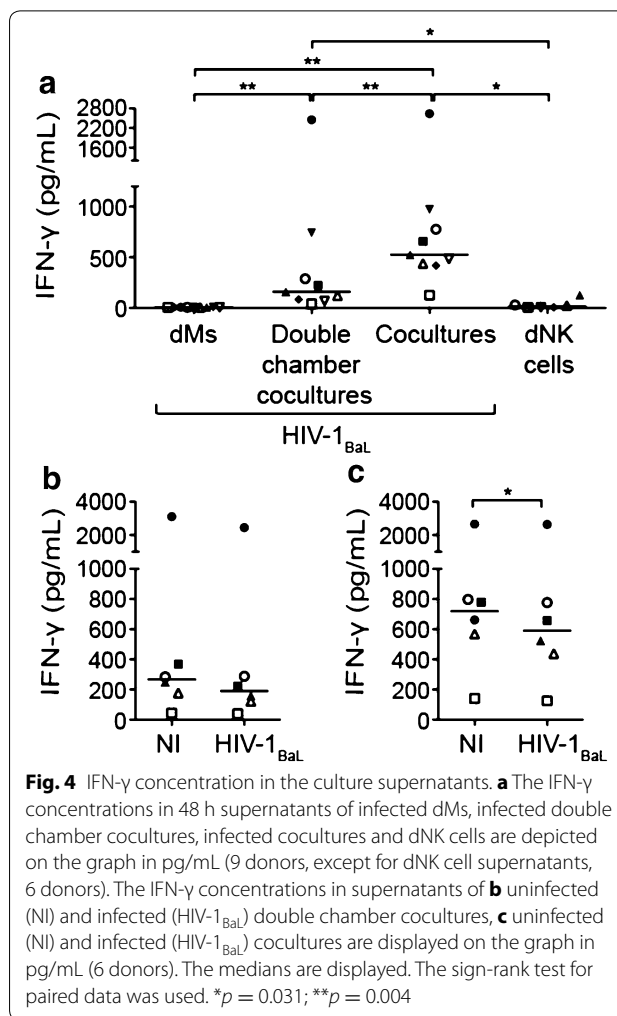 *
**
a
** ** *
2800
2200
1600
1000
500
0
IFN-γ (pg/mL)
dMs Double chamber cocultures Cocultures dNK cells
HIV-1BaL
b
4000
2000
1000
800
600
400
200
0
IFN-γ (pg/mL)
NI HIV-1BaL
c
*
4000
2000
1000
800
600
400
200
0
IFN-γ (pg/mL)
NI HIV-1BaL
Fig. 4 IFN-γ concentration in the culture supernatants. a The IFN-γ
concentrations in 48 h supernatants of infected dMs, infected double
chamber cocultures, infected cocultures and dNK cells are depicted
on the graph in pg/mL (9 donors, except for dNK cell supernatants,
6 donors). The IFN-γ concentrations in supernatants of b uninfected
(NI) and infected (HIV-1BaL) double chamber cocultures, c uninfected
(NI) and infected (HIV-1BaL) cocultures are displayed on the graph in
pg/mL (6 donors). The medians are displayed. The sign-rank test for
paired data was used. *p = 0.031; **p = 0.004